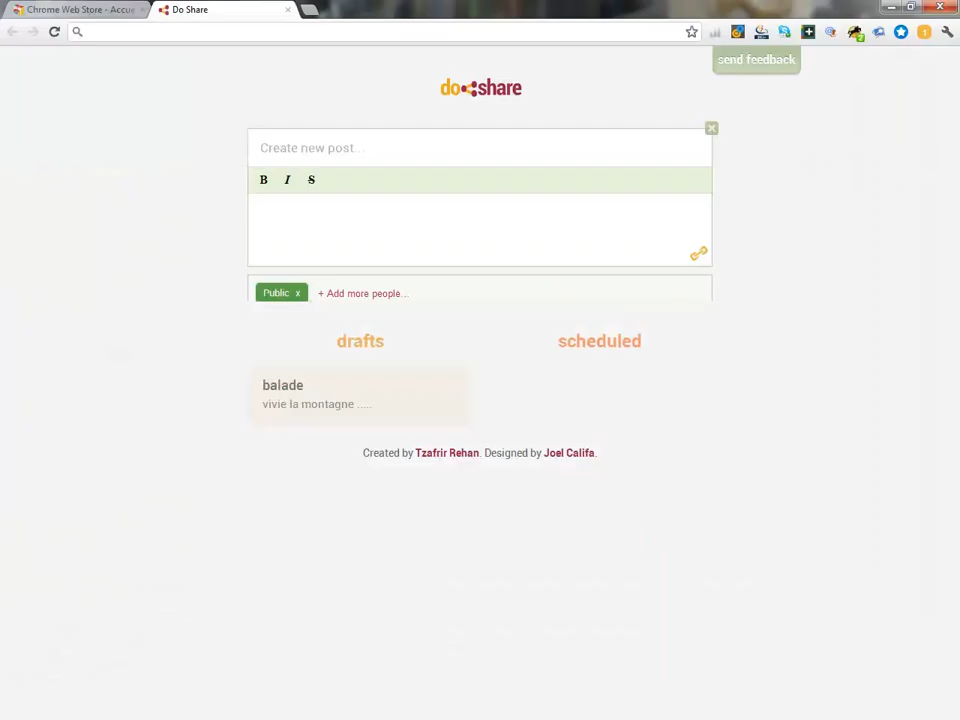 Chrome Web Store - Accue
Do Share
send feedback
do share
Create new post...
B I S
Public x + Add more people...
drafts scheduled
balade
vivie la montagne .....
Created by Tzafrir Rehan. Designed by Joel Califa.